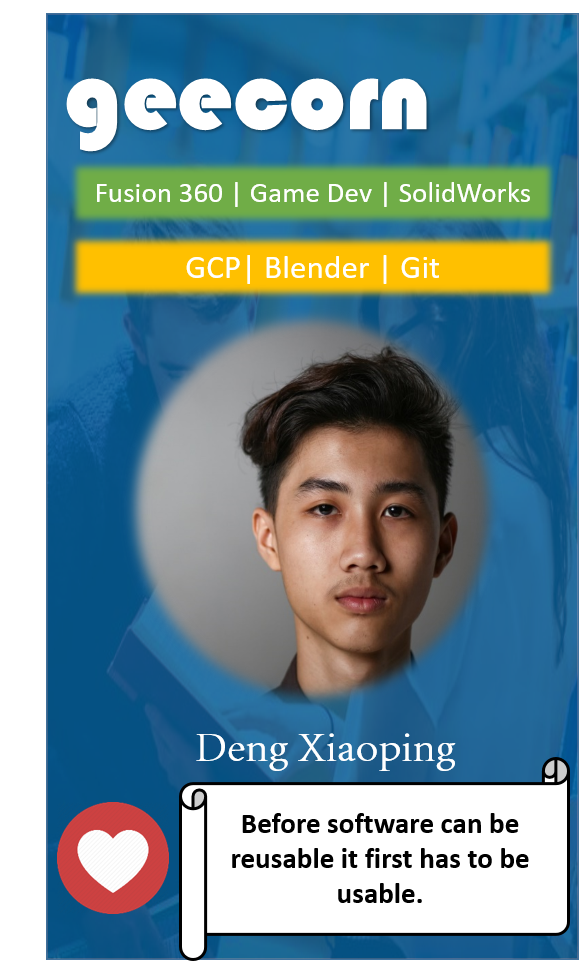 geecorn
Fusion 360 | Game Dev | SolidWorks
GCP| Blender | Git
Deng Xiaoping
Before software can be
reusable it first has to be
usable.